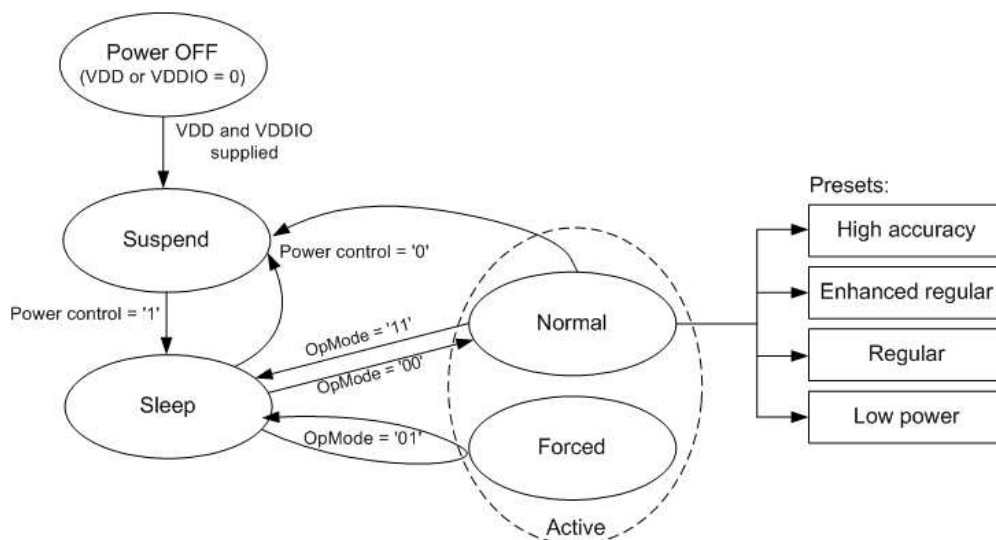 Power OFF
(VDD or VDDIO = 0)
VDD and VDDIO
supplied
Suspend
Power control = '0'
Power control = '1'
Sleep
OpMode = '11'
OpMode = '00'
OpMode = '01'
Normal
Forced
Active
Presets:
High accuracy
Enhanced regular
Regular
Low power